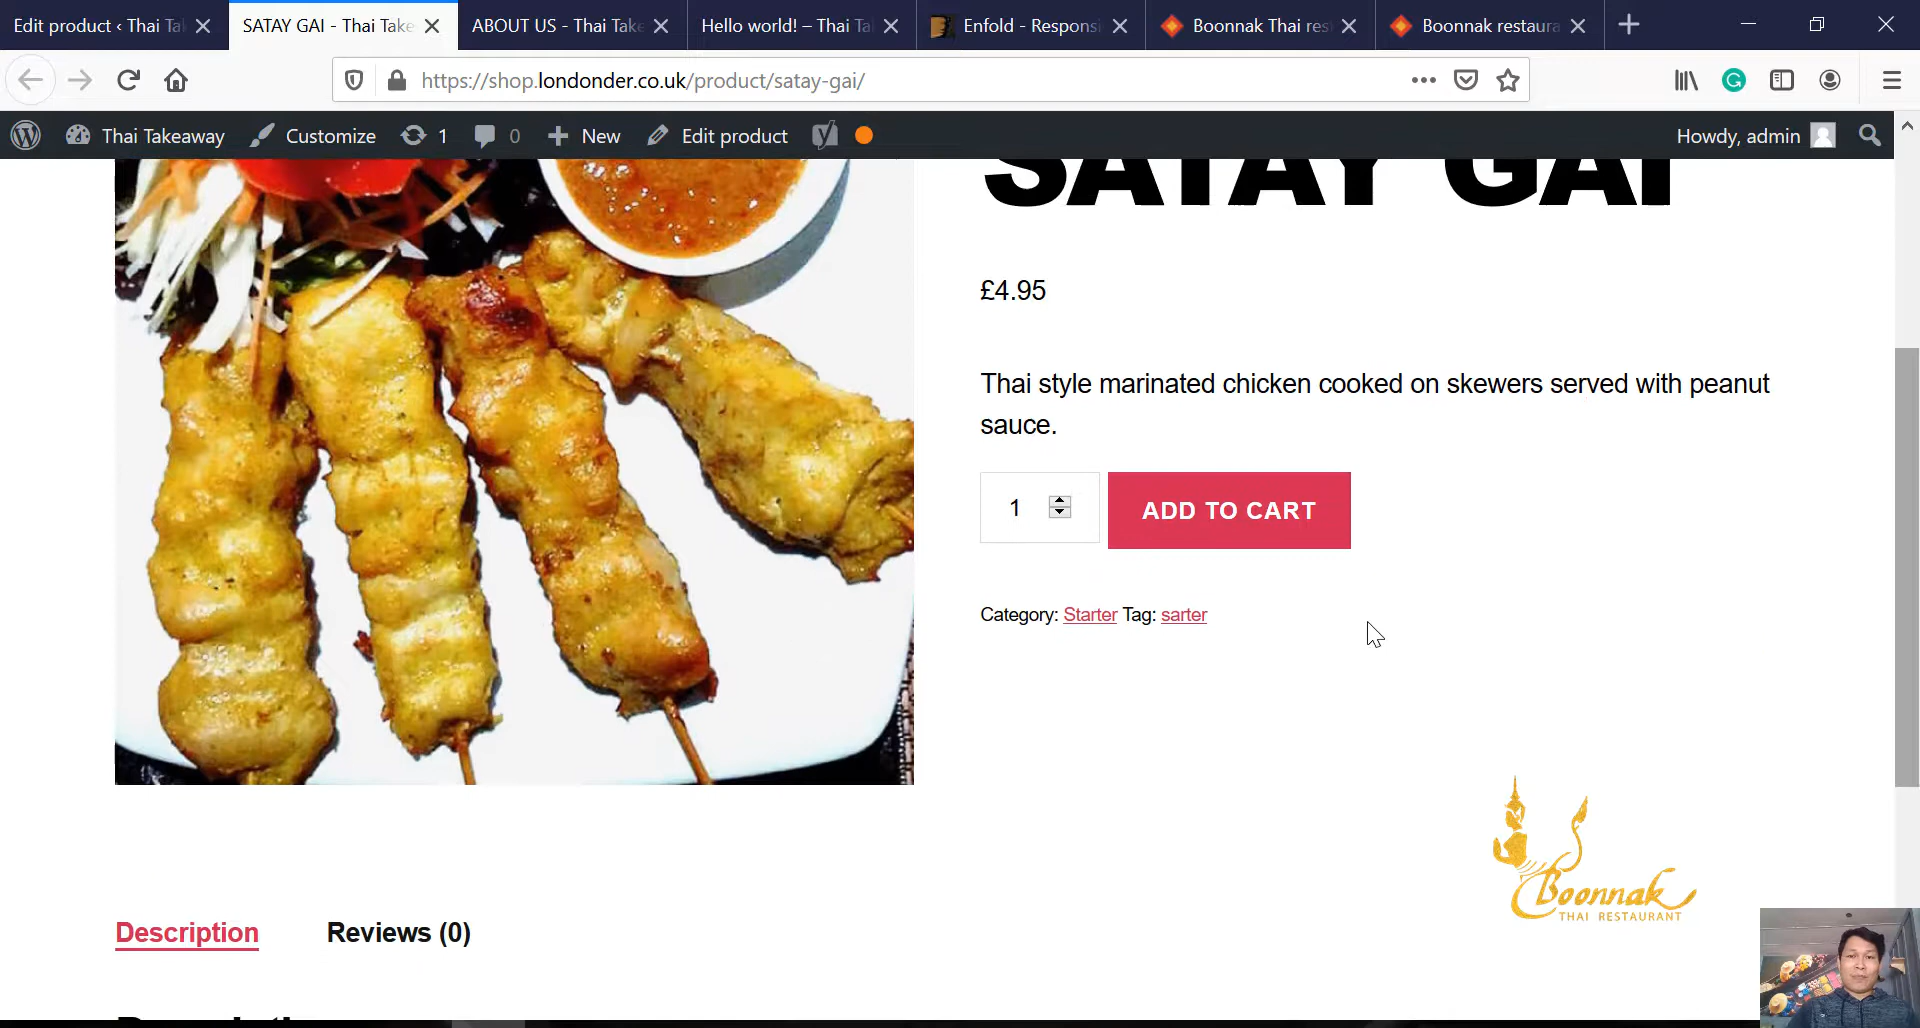 Edit product ‹ Thai Ta
SATAY GAI - Thai Take
ABOUT US - Thai Take
Hello world! – Thai Ta
Enfold - Responsi
Boonnak Thai res
Boonnak restaura
https://shop.londonder.co.uk/product/satay-gai/
Thai Takeaway
Customize
1
0
New
Edit product
Howdy, admin
SATAY GAI
£4.95
Thai style marinated chicken cooked on skewers served with peanut
sauce.
1
ADD TO CART
Category: Starter Tag: sarter
Boonnak
THAI RESTAURANT
Description
Reviews (0)